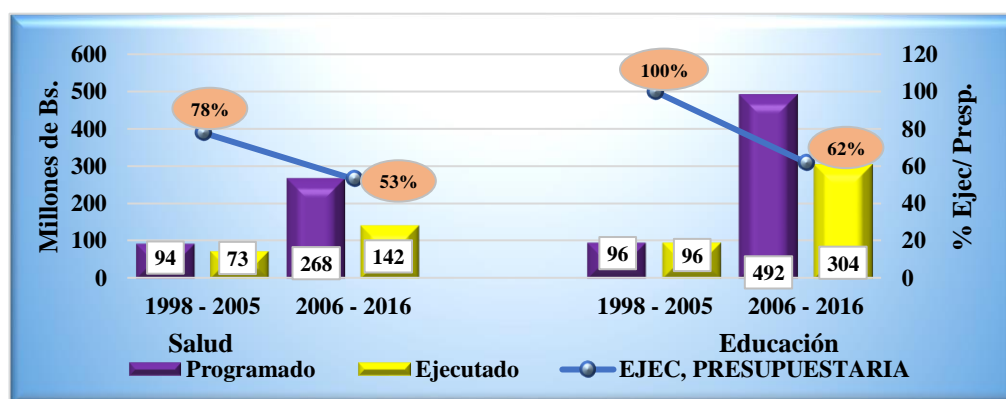 Millones de Bs.
600
500
400
300
200
100
0
120
100
80
60
40
20
0
% Ejec/ Presp.
78%
53%
100%
62%
94
73
268
142
96
96
492
304
1998 - 2005
2006 - 2016
1998 - 2005
2006 - 2016
Salud
Educación
Programado
Ejecutado
EJEC, PRESUPUESTARIA